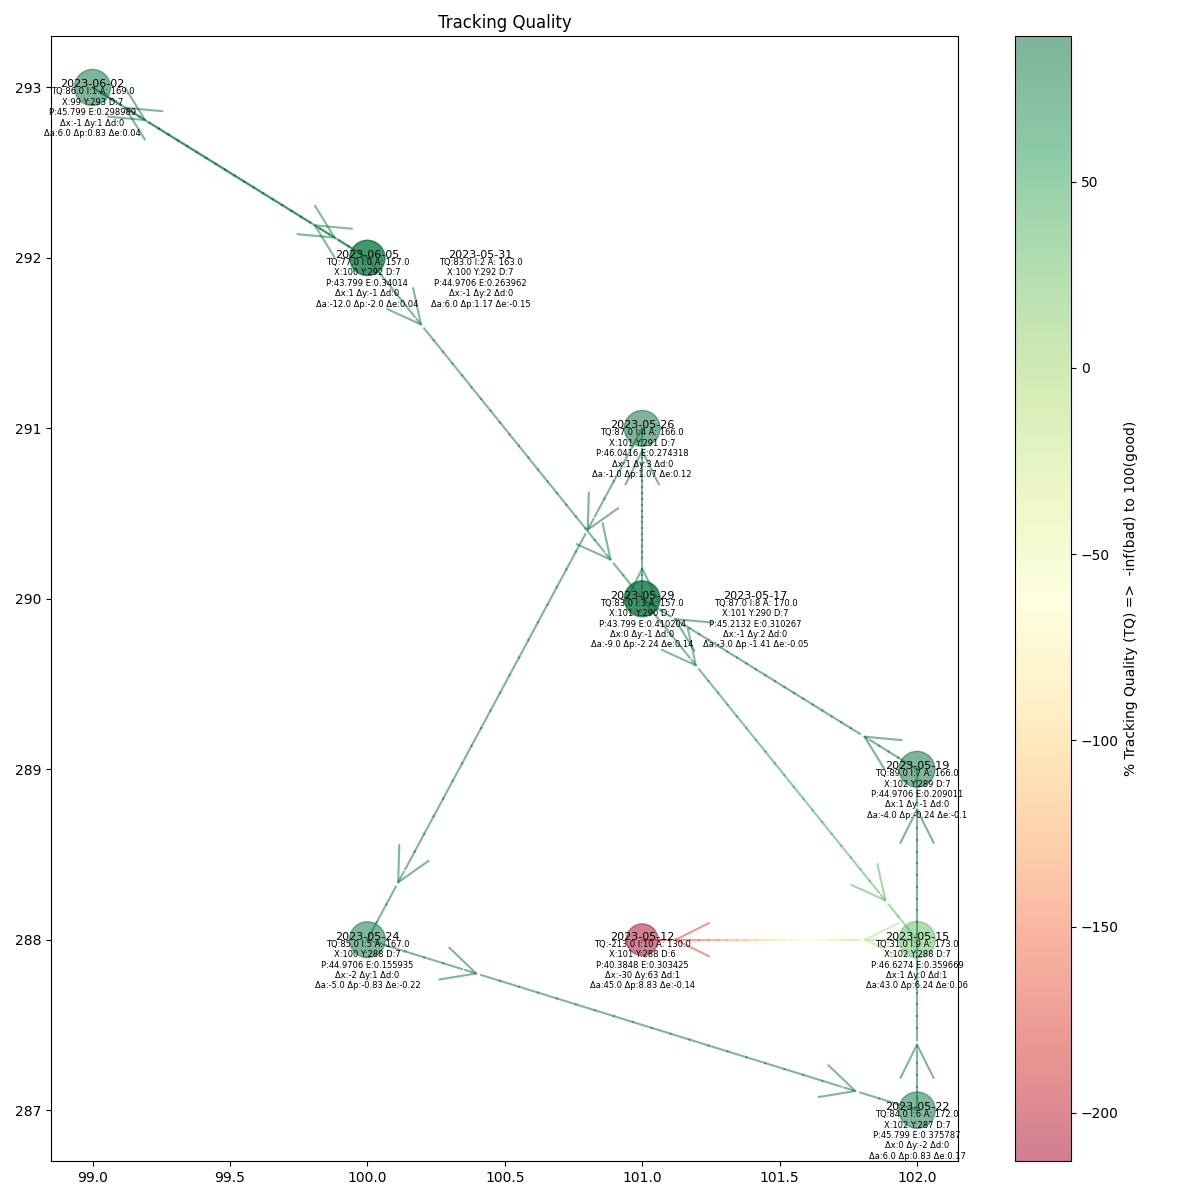 Tracking Quality
293
292
291
290
289
288
287
2023-06-02
TQ:86.0 I:1 A: 169.0
X:99 Y:293 D:7
P:45.799 E:0.298989
Δx:-1 Δy:1 Δd:0
Δa:6.0 Δp:0.83 Δe:0.04
2023-06-05
TQ:77.0 I:0 A: 157.0
X:100 Y:292 D:7
P:43.799 E:0.34014
Δx:1 Δy:-1 Δd:0
Δa:-12.0 Δp:-2.0 Δe:0.04
2023-05-31
TQ:83.0 I:2 A: 163.0
X:100 Y:292 D:7
P:44.9706 E:0.263962
Δx:-1 Δy:2 Δd:0
Δa:6.0 Δp:1.17 Δe:-0.15
2023-05-26
TQ:87.0 I:4 A: 166.0
X:101 Y:291 D:7
P:46.0416 E:0.274318
Δx:1 Δy:3 Δd:0
Δa:-1.0 Δp:1.07 Δe:0.12
2023-05-29
TQ:83.0 I:3 A: 157.0
X:101 Y:290 D:7
P:43.799 E:0.410204
Δx:0 Δy:-1 Δd:0
Δa:-9.0 Δp:-2.24 Δe:0.14
2023-05-17
TQ:87.0 I:8 A: 170.0
X:101 Y:290 D:7
P:45.2132 E:0.310267
Δx:-1 Δy:2 Δd:0
Δa:-3.0 Δp:-1.41 Δe:-0.05
2023-05-19
TQ:89.0 I:7 A: 166.0
X:102 Y:289 D:7
P:44.9706 E:0.209011
Δx:1 Δy:-1 Δd:0
Δa:-4.0 Δp:-0.24 Δe:-0.1
2023-05-24
TQ:85.0 I:5 A: 167.0
X:100 Y:288 D:7
P:44.9706 E:0.155935
Δx:-2 Δy:1 Δd:0
Δa:-5.0 Δp:-0.83 Δe:-0.22
2023-05-12
TQ:-213.0 I:10 A: 130.0
X:101 Y:288 D:6
P:40.3848 E:0.303425
Δx:-30 Δy:63 Δd:1
Δa:45.0 Δp:8.83 Δe:-0.14
2023-05-15
TQ:31.0 I:9 A: 173.0
X:102 Y:288 D:7
P:46.6274 E:0.359669
Δx:1 Δy:0 Δd:1
Δa:43.0 Δp:6.24 Δe:0.06
2023-05-22
TQ:84.0 I:6 A: 172.0
X:102 Y:287 D:7
P:45.799 E:0.375787
Δx:0 Δy:-2 Δd:0
Δa:6.0 Δp:0.83 Δe:0.17
99.0 99.5 100.0 100.5 101.0 101.5 102.0
50
0
−50
−100
−150
−200
% Tracking Quality (TQ) => -inf(bad) to 100(good)